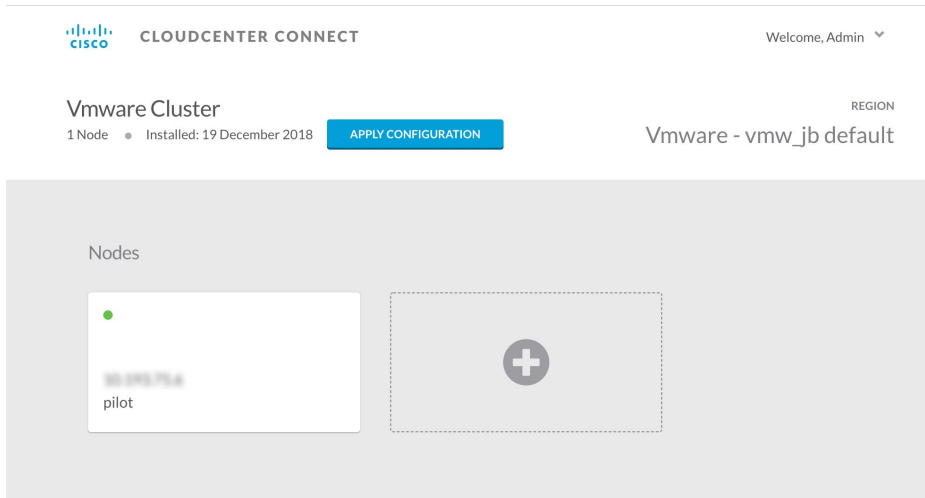 CISCO CLOUDCENTER CONNECT
Welcome, Admin
Vmware Cluster
1 Node Installed: 19 December 2018 APPLY CONFIGURATION
REGION
Vmware - vmw_jb default
Nodes
pilot